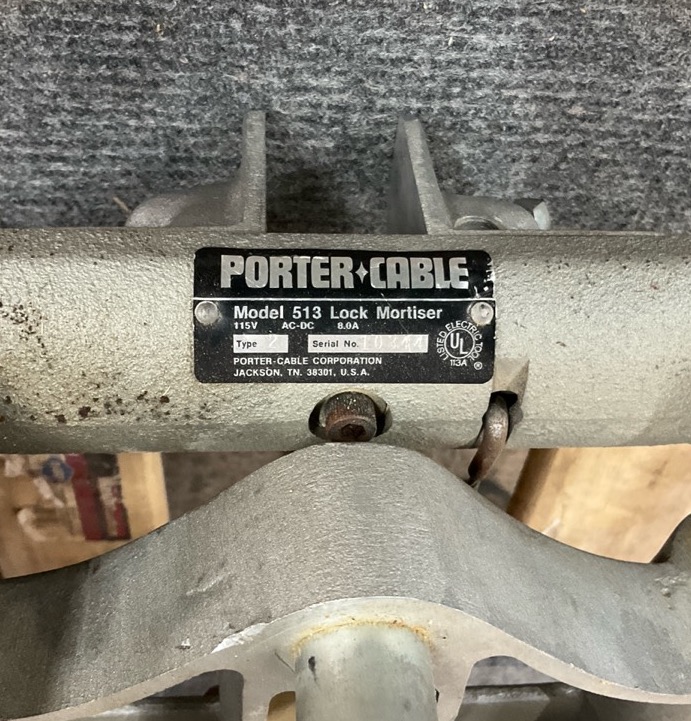 PORTER✦CABLE
Model 513 Lock Mortiser
115V AC-DC 8.0A
Type 2 Serial No.
PORTER-CABLE CORPORATION
JACKSON, TN. 38301, U.S.A.
LISTED ELECTRIC TOOL
UL
113A
®